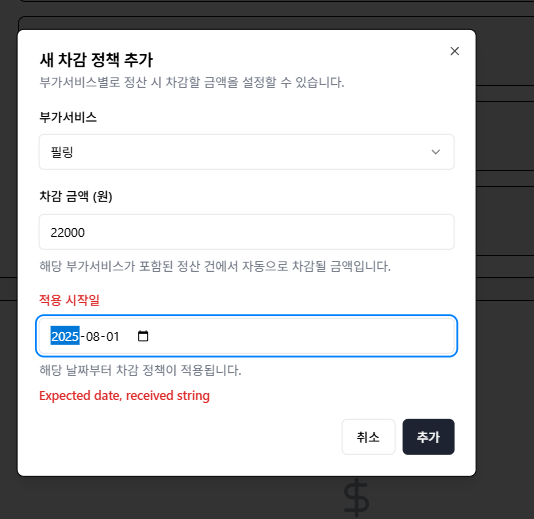 새 차감 정책 추가
부가서비스별로 정산 시 차감할 금액을 설정할 수 있습니다.
부가서비스
필링
차감 금액 (원)
22000
해당 부가서비스가 포함된 정산 건에서 자동으로 차감될 금액입니다.
적용 시작일
2025-08-01
해당 날짜부터 차감 정책이 적용됩니다.
Expected date, received string
취소
추가
$